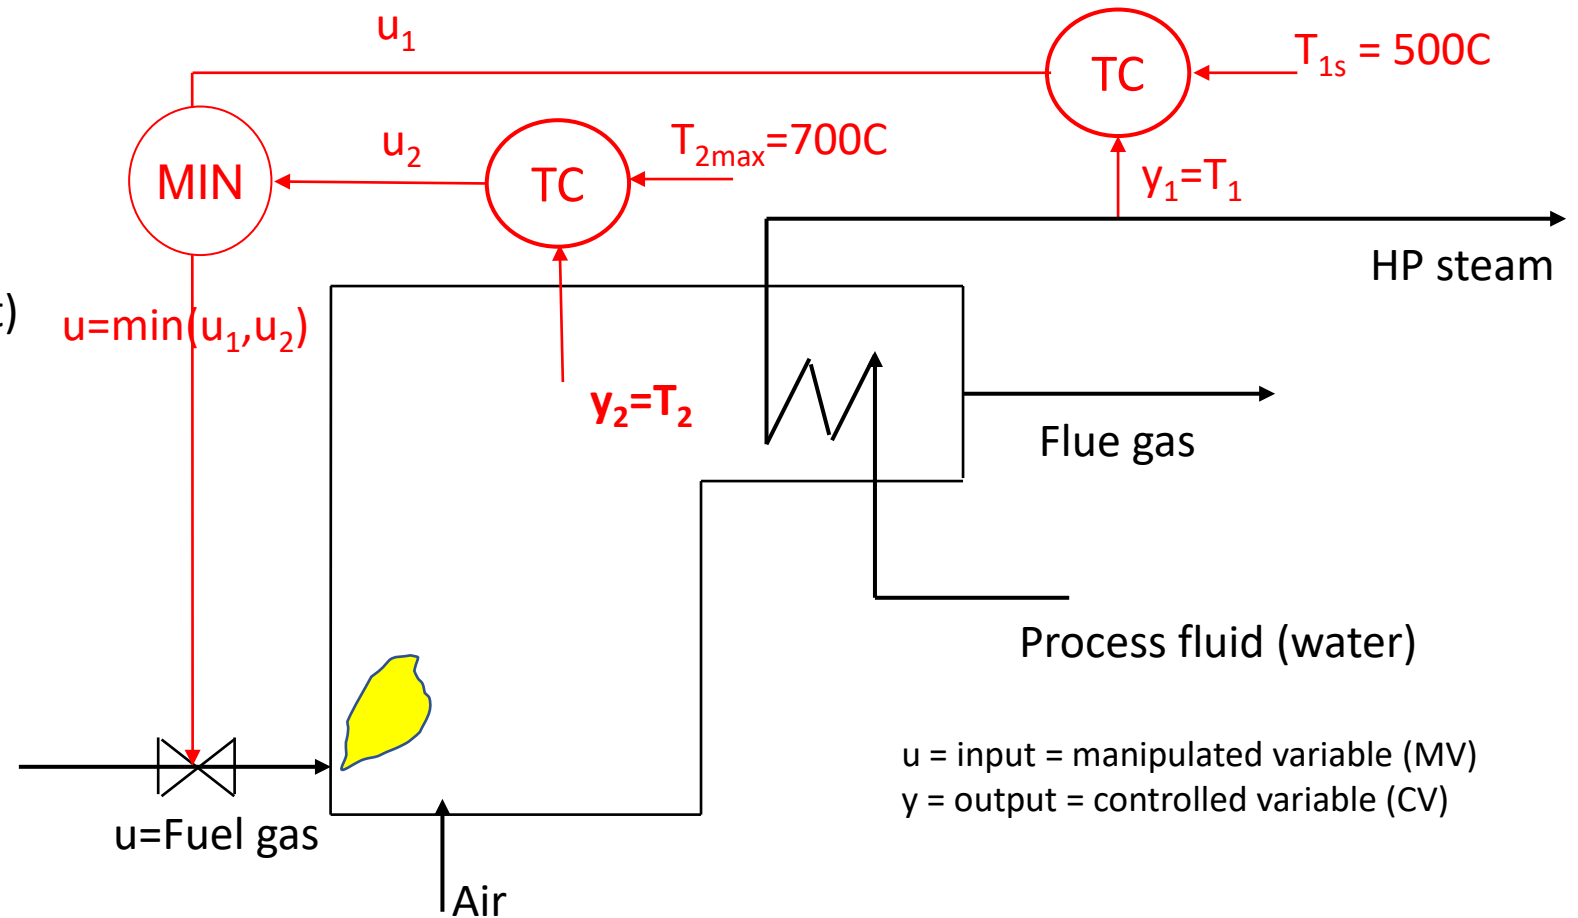 u₁
TC
T₁ₛ = 500C
MIN
u₂
TC
T₂ₘₐₓ=700C
y₁=T₁
HP steam
t)
u=min(u₁,u₂)
y₂=T₂
Flue gas
Process fluid (water)
u = input = manipulated variable (MV)
y = output = controlled variable (CV)
u=Fuel gas
Air